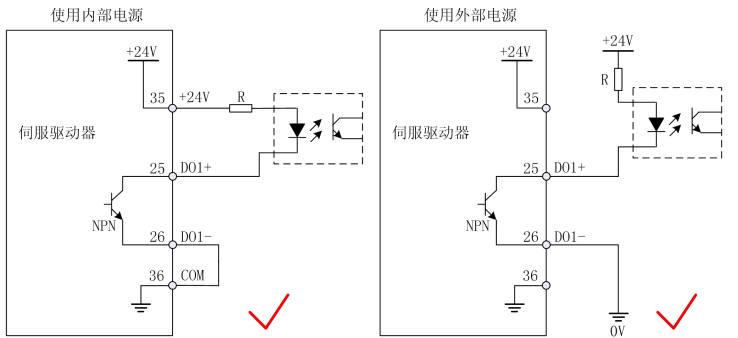 使用内部电源
+24V
35
+24V
R
伺服驱动器
25
DO1+
NPN
26
DO1-
36
COM
使用外部电源
+24V
+24V
R
35
伺服驱动器
25
DO1+
NPN
26
DO1-
36
0V